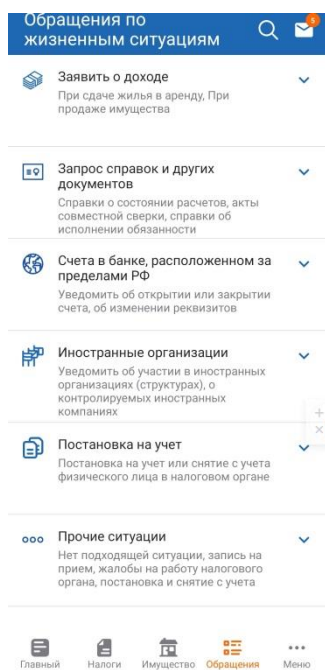 Обращения по
жизненным ситуациям
5
Заявить о доходе
При сдаче жилья в аренду, При
продаже имущества
Запрос справок и других
документов
Справки о состоянии расчетов, акты
совместной сверки, справки об
исполнении обязанности
Счета в банке, расположенном за
пределами РФ
Уведомить об открытии или закрытии
счета, об изменении реквизитов
Иностранные организации
Уведомить об участии в иностранных
организациях (структурах), о
контролируемых иностранных
компаниях
Постановка на учет
Постановка на учет или снятие с учета
физического лица в налоговом органе
Прочие ситуации
Нет подходящей ситуации, запись на
прием, жалобы на работу налогового
органа, постановка и снятие с учета
Главный Налоги Имущество Обращения Меню